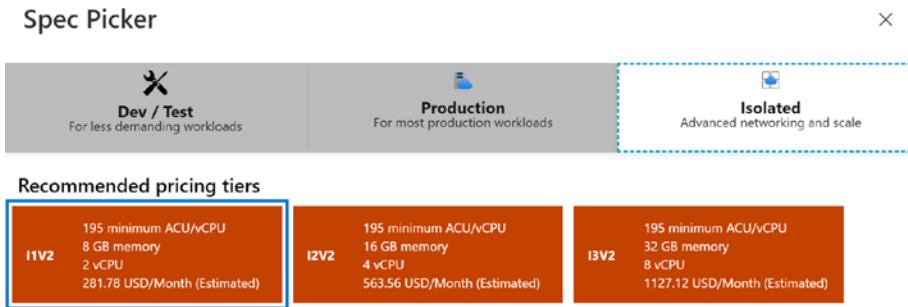 Spec Picker
Dev / Test
For less demanding workloads
Production
For most production workloads
Isolated
Advanced networking and scale
Recommended pricing tiers
I1V2
195 minimum ACU/vCPU
8 GB memory
2 vCPU
281.78 USD/Month (Estimated)
I2V2
195 minimum ACU/vCPU
16 GB memory
4 vCPU
563.56 USD/Month (Estimated)
I3V2
195 minimum ACU/vCPU
32 GB memory
8 vCPU
1127.12 USD/Month (Estimated)